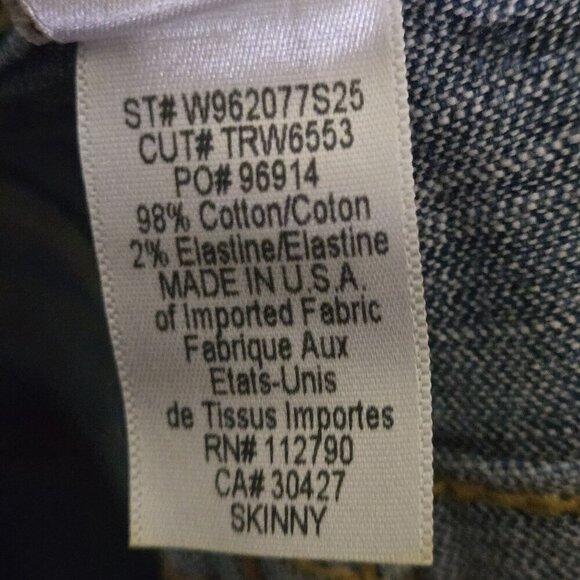 ST# W962077S25
CUT# TRW6553
PO# 96914
98% Cotton/Coton
2% Elastine/Elastine
MADE IN U.S.A.
of Imported Fabric
Fabrique Aux
Etats-Unis
de Tissus Importes
RN# 112790
CA# 30427
SKINNY